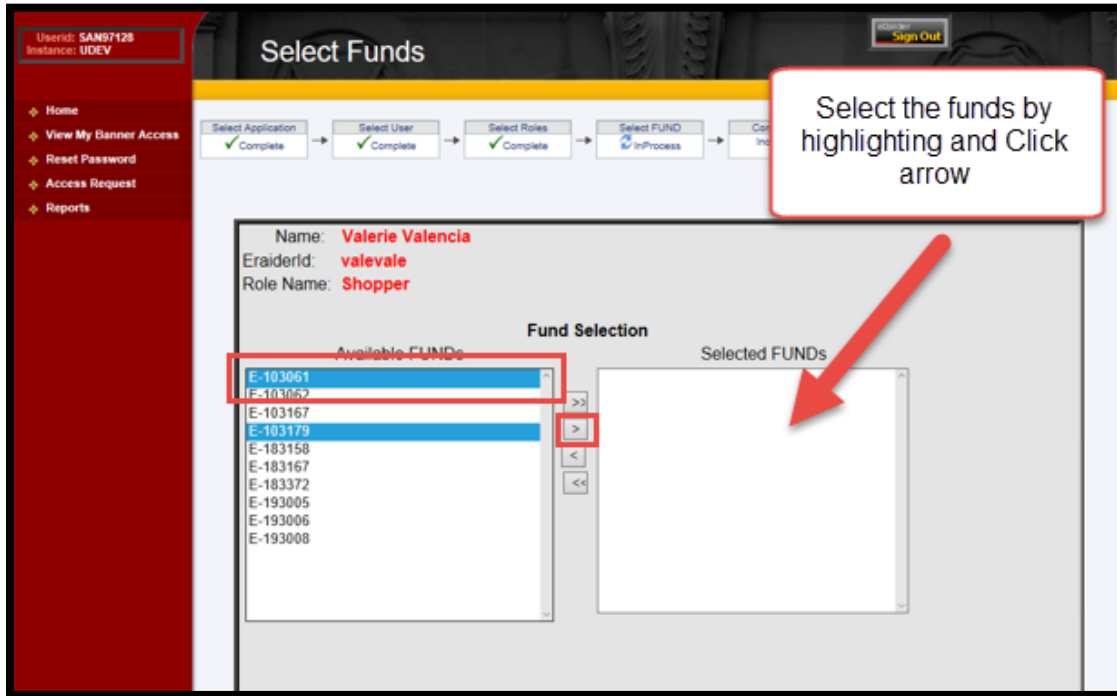 Userid: SAN97128
Instance: UDEV
Select Funds
eRaider
Sign Out
Home
View My Banner Access
Reset Password
Access Request
Reports
Select Application
Complete
Select User
Complete
Select Roles
Complete
Select FUND
InProcess
Select the funds by
highlighting and Click
arrow
Name: Valerie Valencia
EraiderId: valevale
Role Name: Shopper
Fund Selection
Available FUNDs
Selected FUNDs
E-103061
E-103062
E-103167
E-103179
E-183158
E-183167
E-183372
E-193005
E-193006
E-193008
>>
>
<
<<